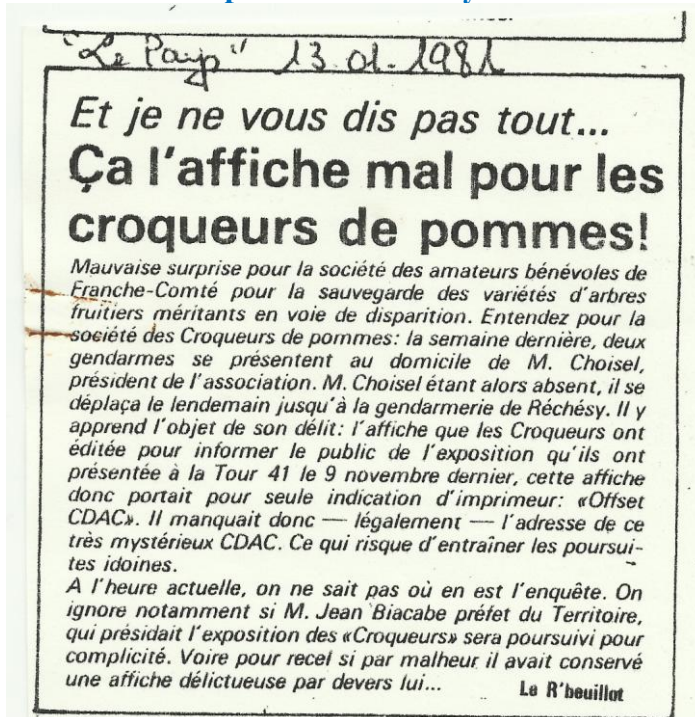 "Le Pays" 13.01.1981
Et je ne vous dis pas tout...
Ça l'affiche mal pour les
croqueurs de pommes!
Mauvaise surprise pour la société des amateurs bénévoles de
Franche-Comté pour la sauvegarde des variétés d'arbres
fruitiers méritants en voie de disparition. Entendez pour la
société des Croqueurs de pommes: la semaine dernière, deux
gendarmes se présentent au domicile de M. Choisel,
président de l'association. M. Choisel étant alors absent, il se
déplaça le lendemain jusqu'à la gendarmerie de Réchésy. Il y
apprend l'objet de son délit: l'affiche que les Croqueurs ont
éditée pour informer le public de l'exposition qu'ils ont
présentée à la Tour 41 le 9 novembre dernier, cette affiche
donc portait pour seule indication d'imprimeur: «Offset
CDAC». Il manquait donc — légalement — l'adresse de ce
très mystérieux CDAC. Ce qui risque d'entraîner les poursui-
tes idoines.
A l'heure actuelle, on ne sait pas où en est l'enquête. On
ignore notamment si M. Jean Biacabe préfet du Territoire,
qui présidait l'exposition des «Croqueurs» sera poursuivi pour
complicité. Voire pour recel si par malheur il avait conservé
une affiche délictueuse par devers lui...
Le R'beuillot